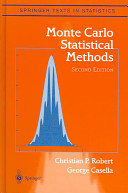 SPRINGER TEXTS IN STATISTICS
Monte Carlo
Statistical
Methods
SECOND EDITION
Christian P. Robert
George Casella
Springer